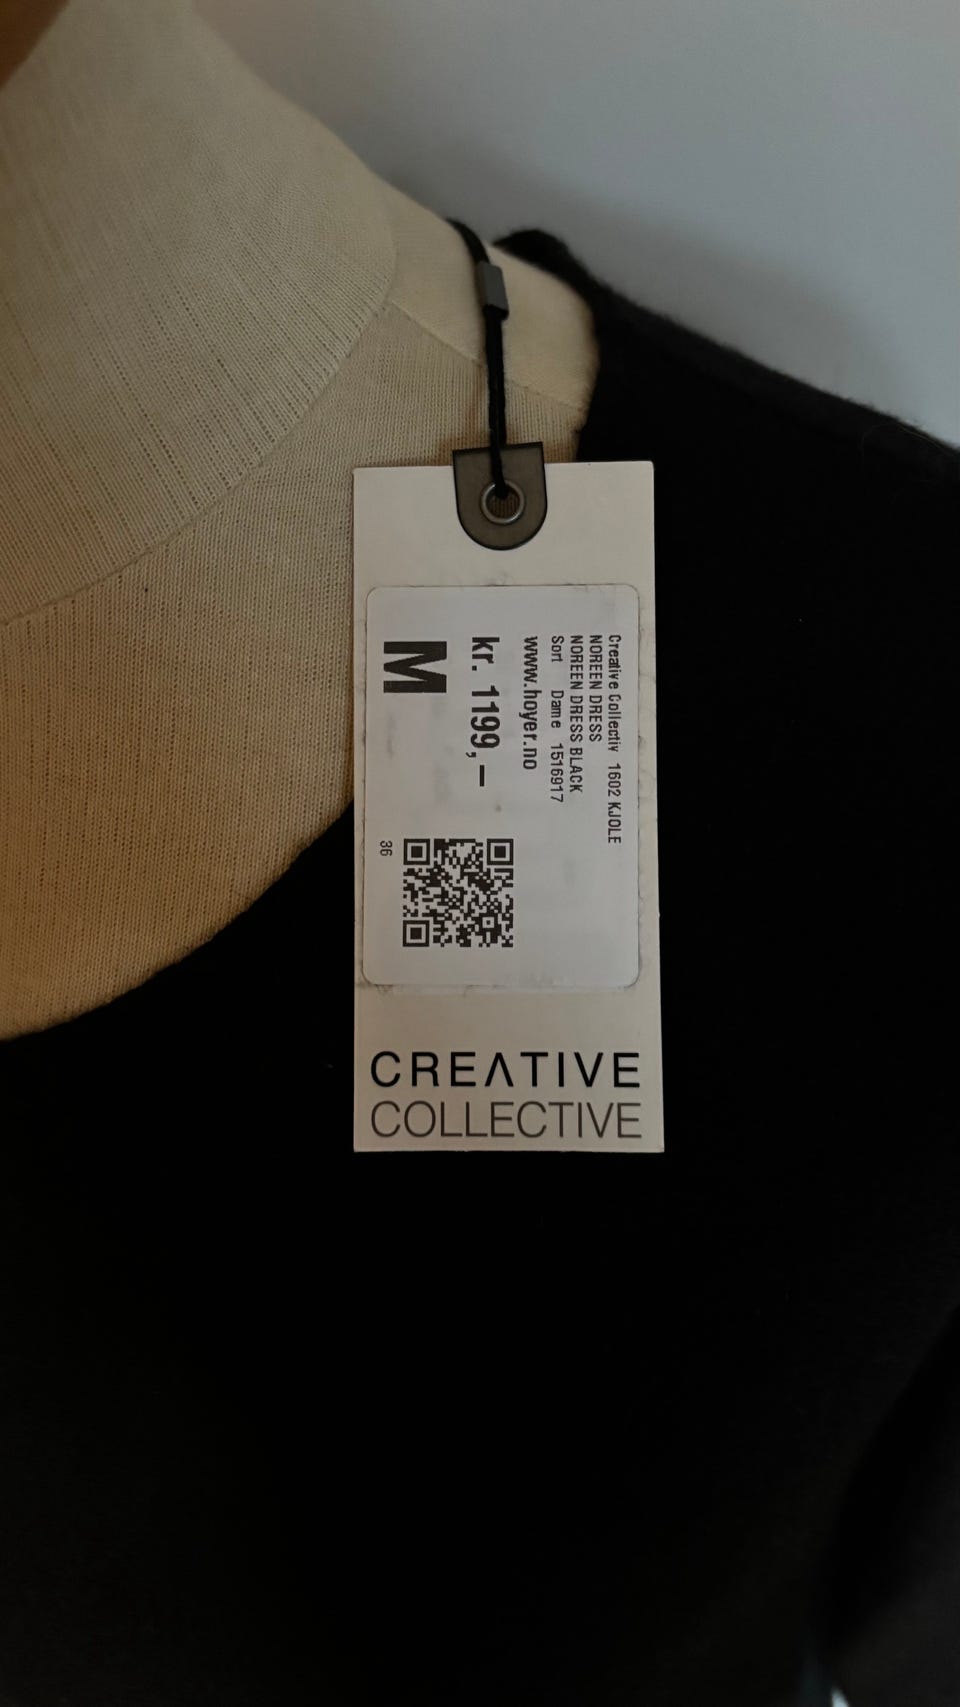 Creative Collectiv 1602 KJOLE
NOREEN DRESS
NOREEN DRESS BLACK
Sort Dame 1516917
www.hoyer.no
kr. 1199,-
M
36
CREATIVE
COLLECTIVE